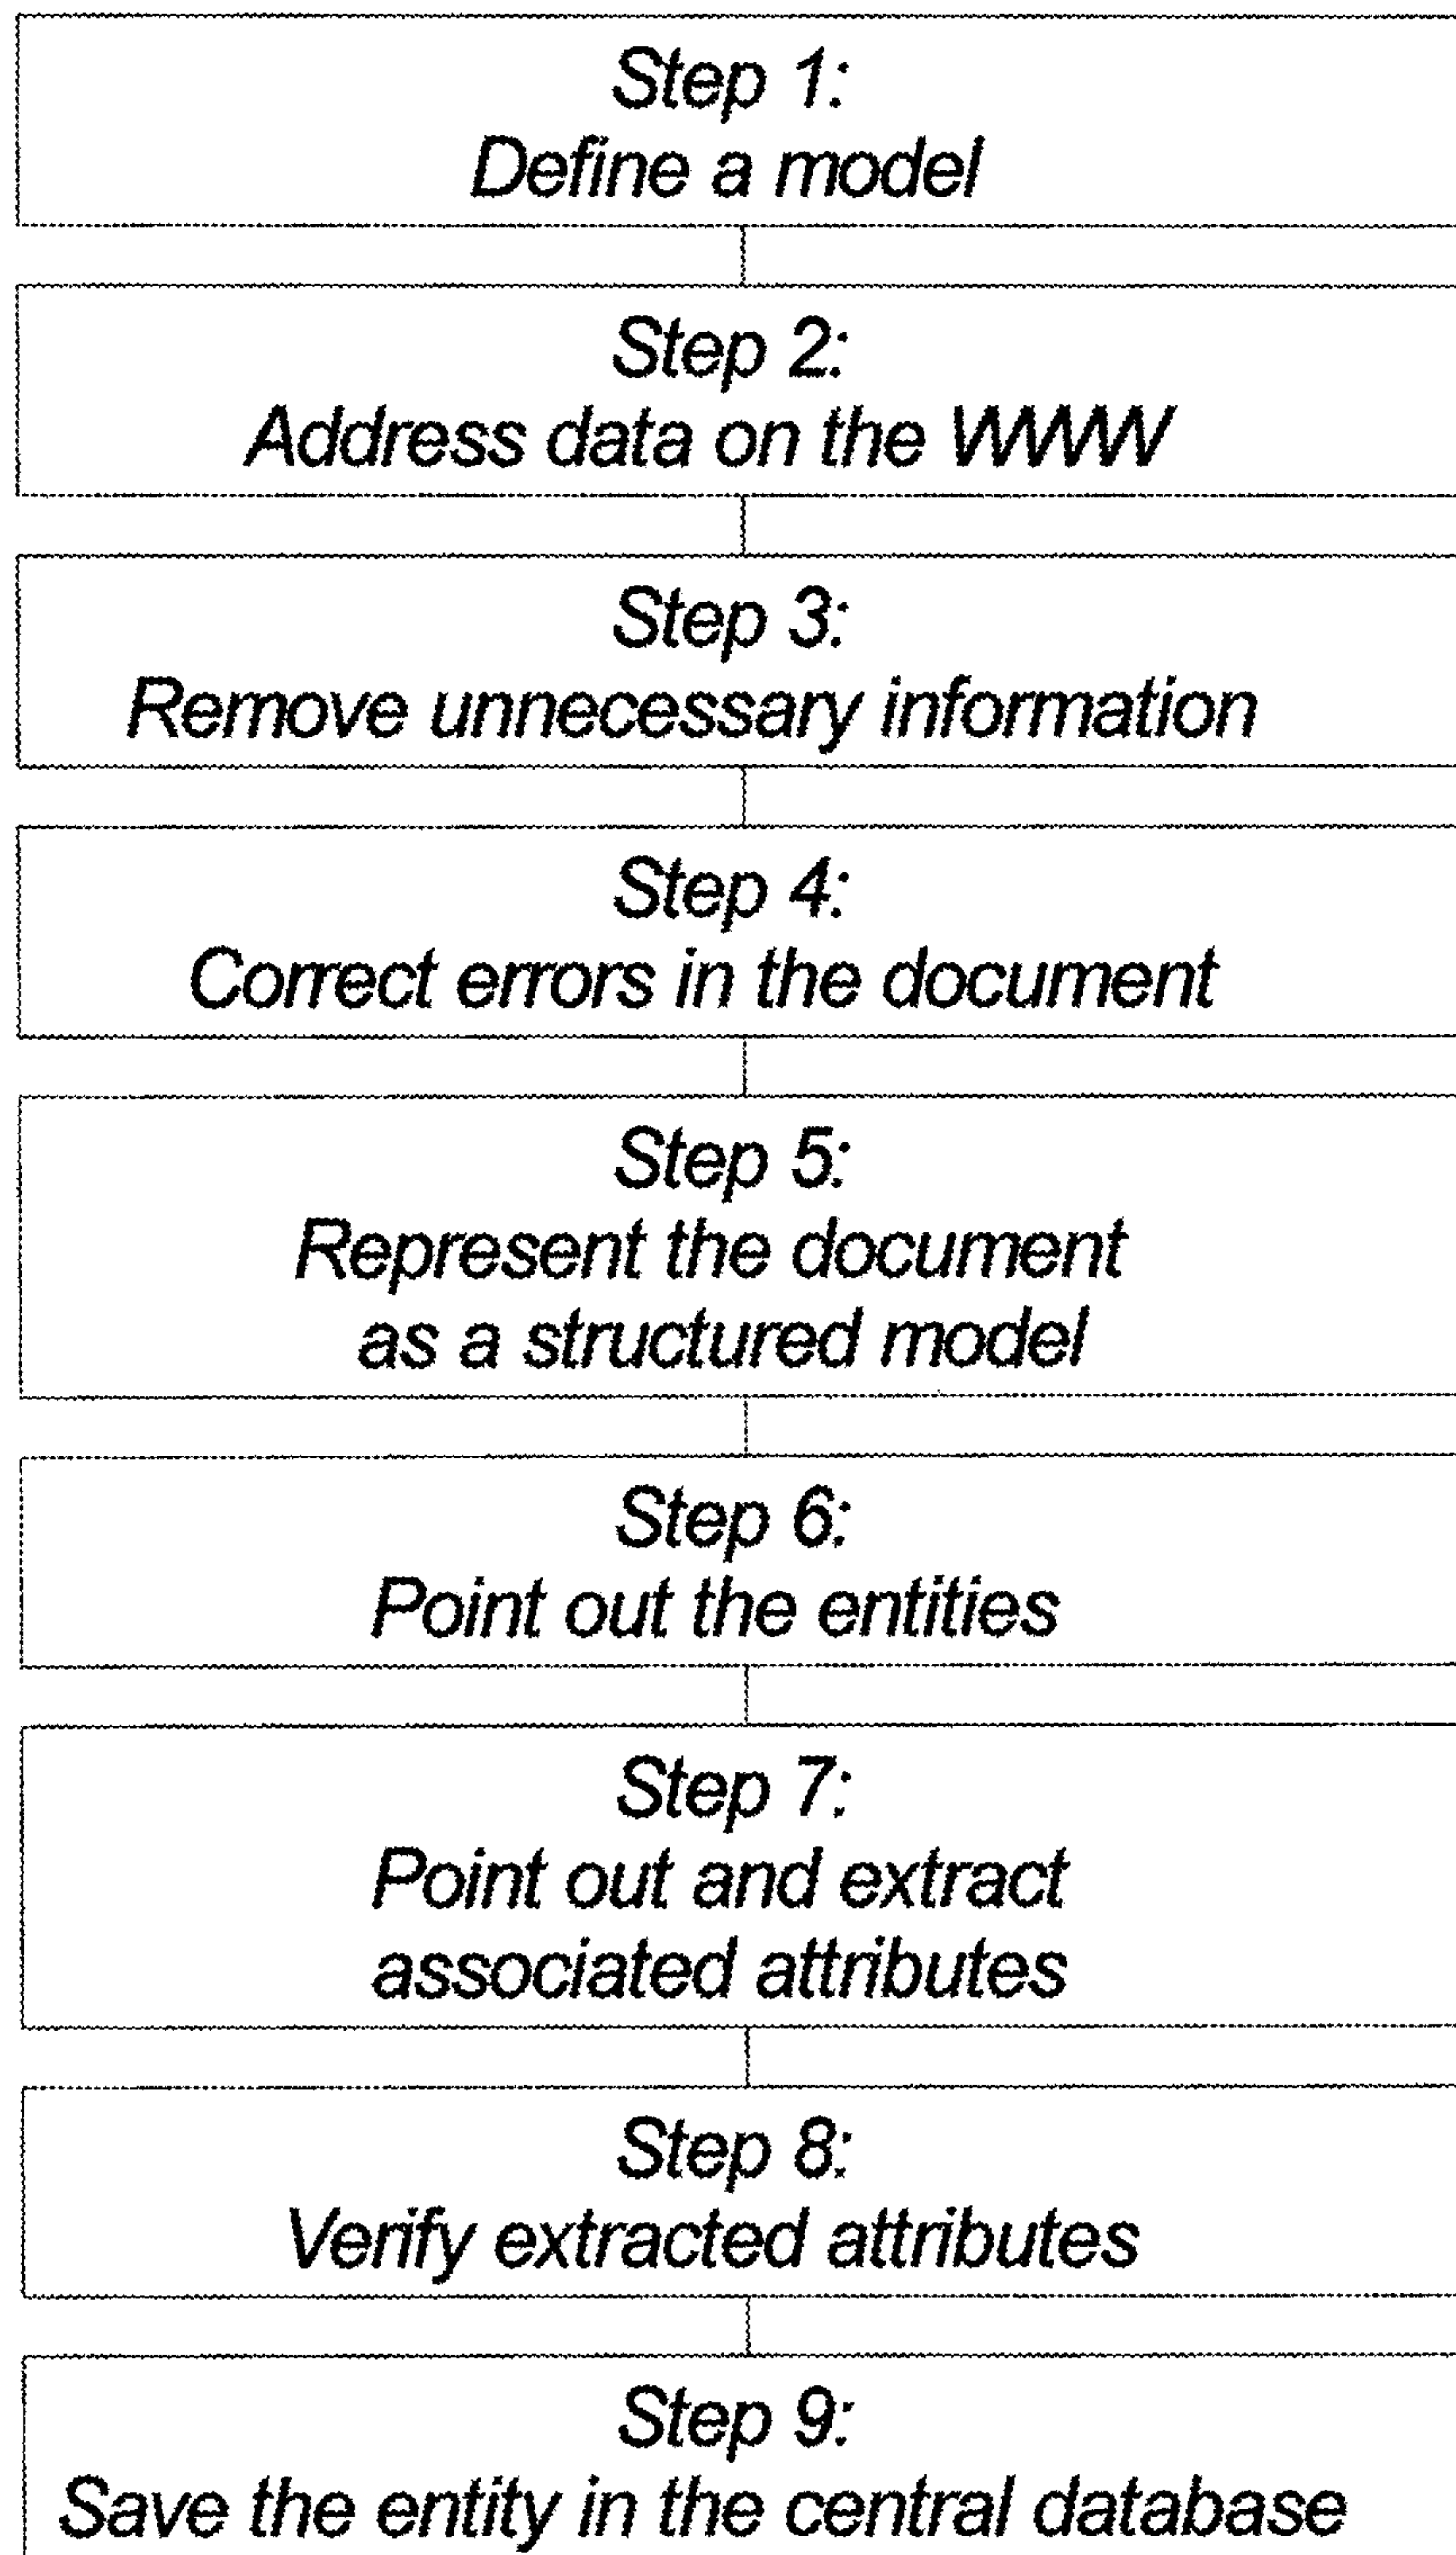 Step 1:
Define a model
Step 2:
Address data on the WWW
Step 3:
Remove unnecessary information
Step 4:
Correct errors in the document
Step 5:
Represent the document
as a structured model
Step 6:
Point out the entities
Step 7:
Point out and extract
associated attributes
Step 8:
Verify extracted attributes
Step 9:
Save the entity in the central database